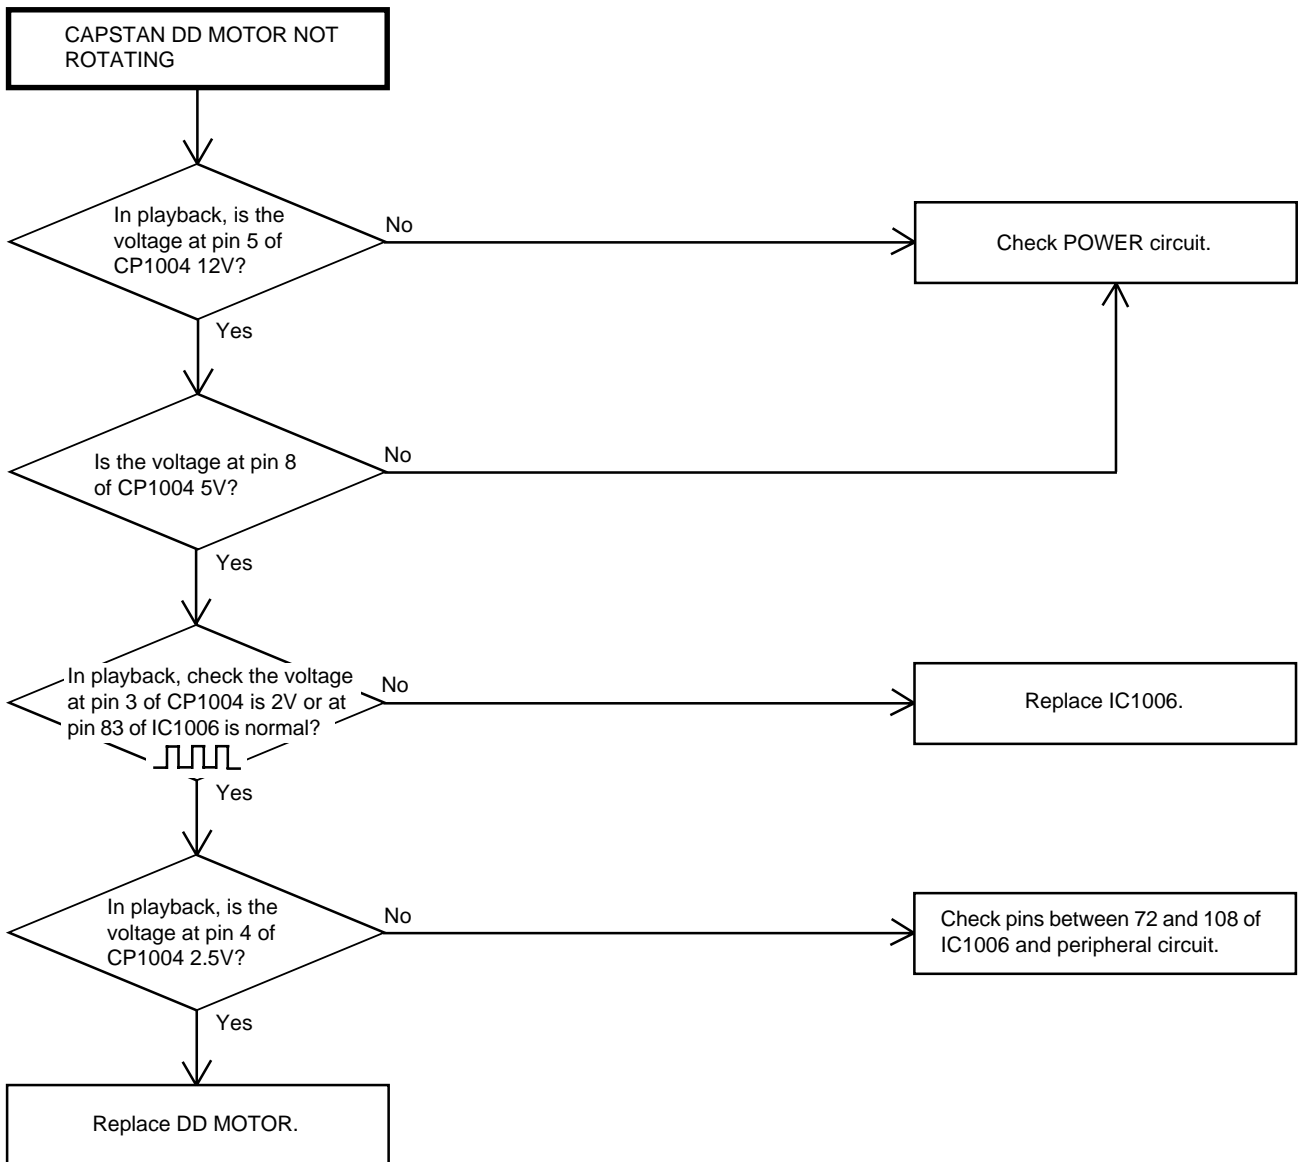 CAPSTAN DD MOTOR NOT
ROTATING
In playback, is the
voltage at pin 5 of
CP1004 12V?
No
Check POWER circuit.
Yes
Is the voltage at pin 8
of CP1004 5V?
No
Yes
In playback, check the voltage
at pin 3 of CP1004 is 2V or at
pin 83 of IC1006 is normal?
No
Replace IC1006.
Yes
In playback, is the
voltage at pin 4 of
CP1004 2.5V?
No
Check pins between 72 and 108 of
IC1006 and peripheral circuit.
Yes
Replace DD MOTOR.